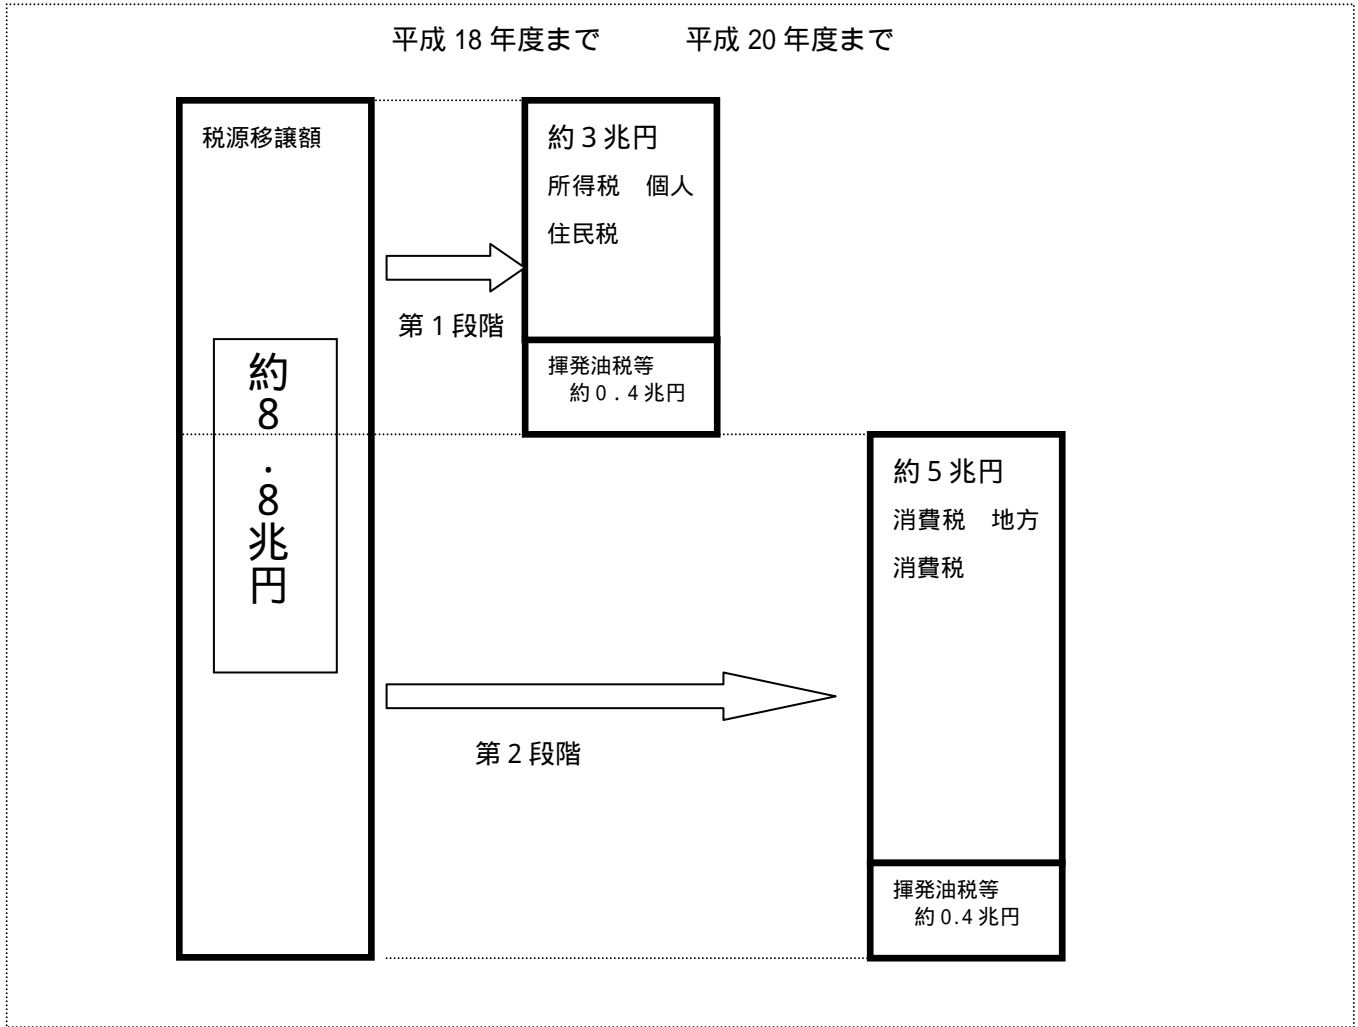 平成 18 年度まで　　平成 20 年度まで
税源移譲額
約８．８兆円
約３兆円
所得税　個人
住民税
第１段階
揮発油税等
約０．４兆円
約５兆円
消費税　地方
消費税
第２段階
揮発油税等
約０.４兆円